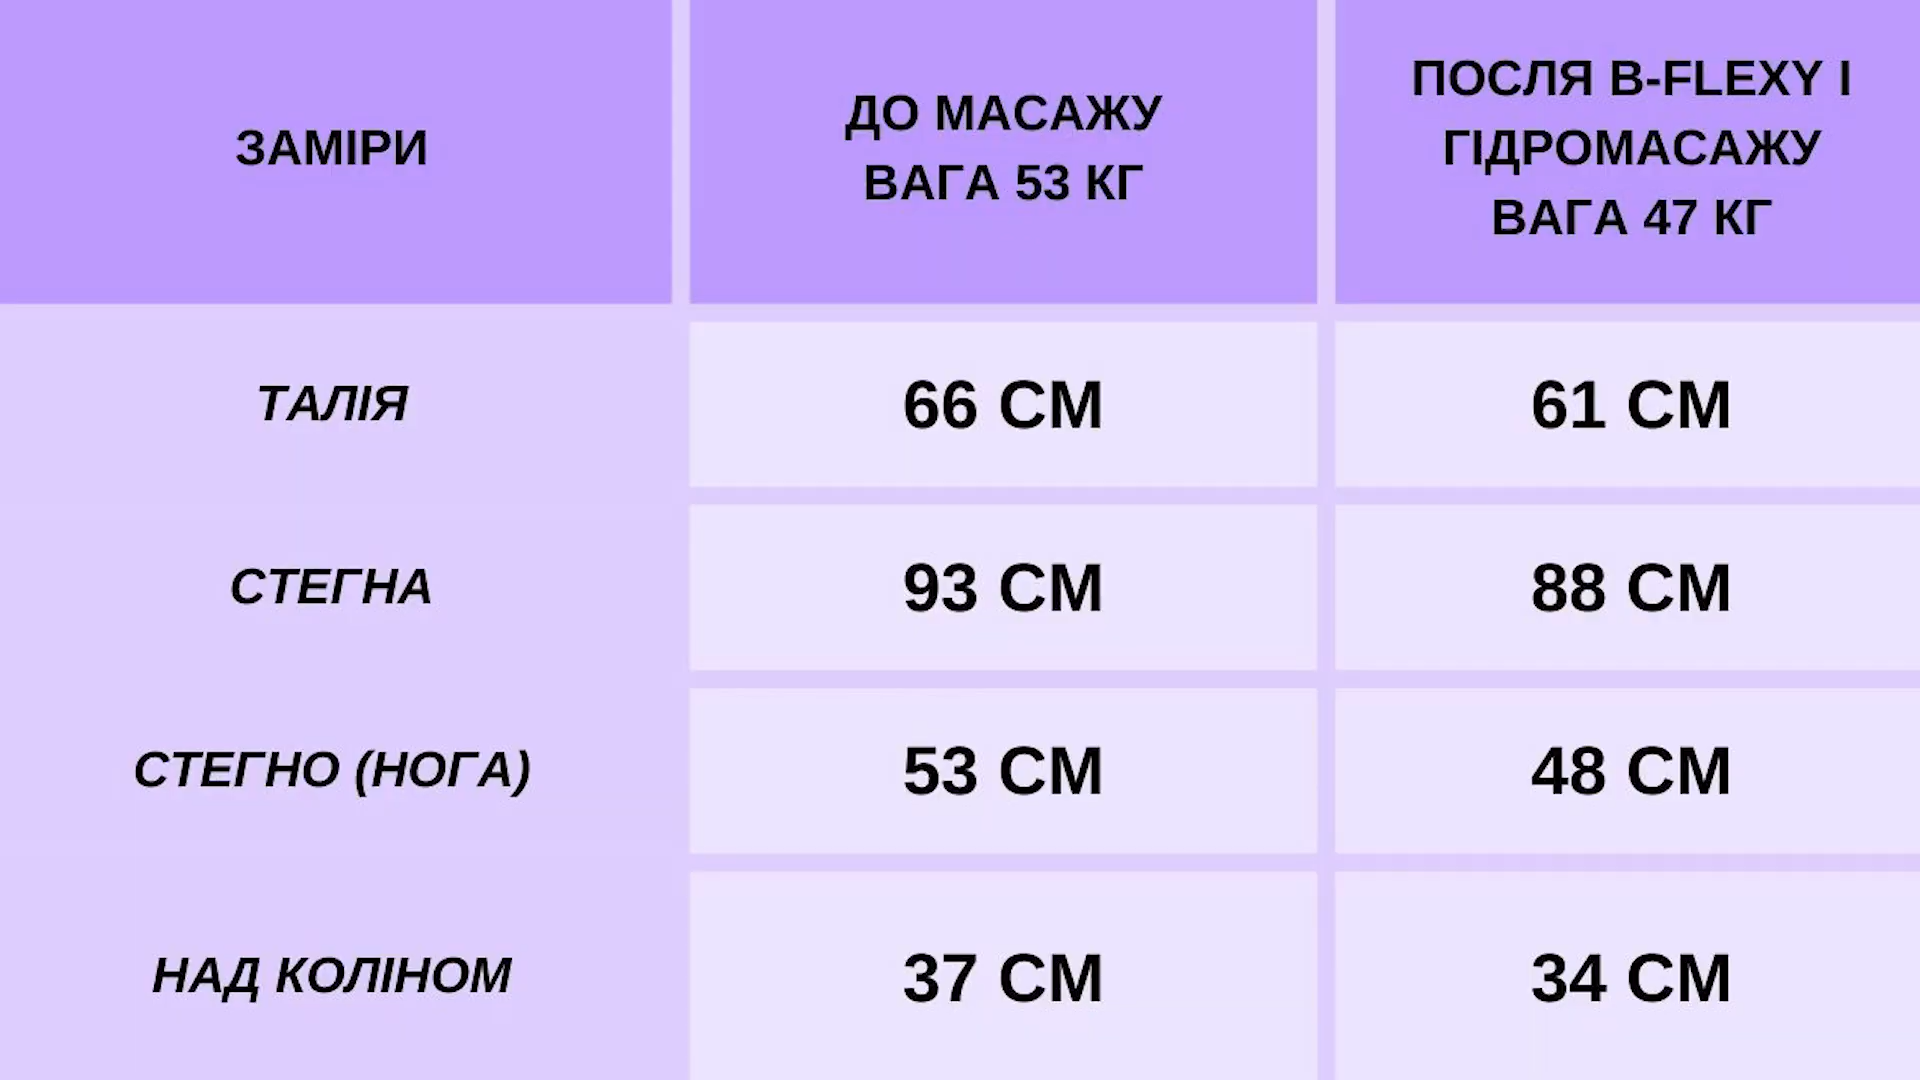 ЗАМІРИ
ДО МАСАЖУ
ВАГА 53 КГ
ПОСЛЯ B-FLEXY І
ГІДРОМАСАЖУ
ВАГА 47 КГ
ТАЛІЯ
66 СМ
61 СМ
СТЕГНА
93 СМ
88 СМ
СТЕГНО (НОГА)
53 СМ
48 СМ
НАД КОЛІНОМ
37 СМ
34 СМ